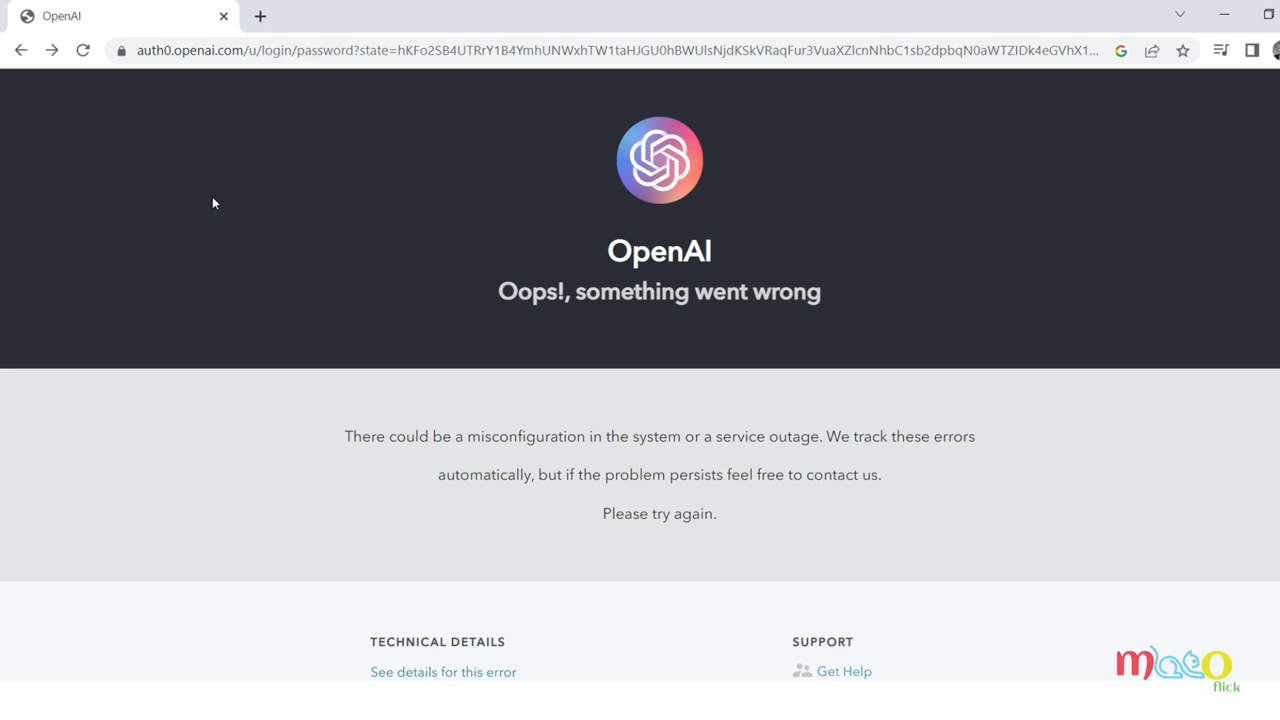 OpenAI
auth0.openai.com/u/login/password?state=hKFo2SB4UTRrY1B4YmhUNWxhTW1taHJGU0hBWUlsNjdKSkVRaqFur3VuaXZlcnNhbC1sb2dpbqN0aWTZIDk4eGVhX1...
OpenAI
Oops!, something went wrong
There could be a misconfiguration in the system or a service outage. We track these errors
automatically, but if the problem persists feel free to contact us.
Please try again.
TECHNICAL DETAILS
SUPPORT
See details for this error
Get Help
flick